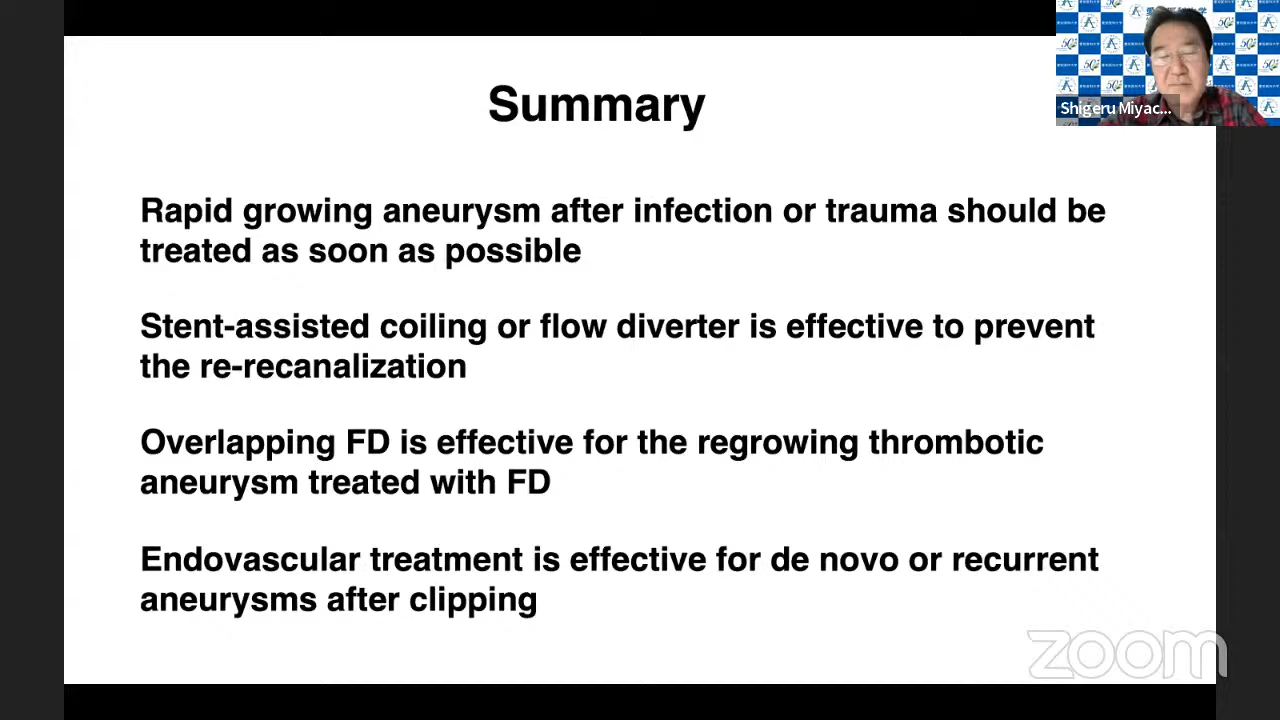 Summary
Shigeru Miyac...
Rapid growing aneurysm after infection or trauma should be
treated as soon as possible
Stent-assisted coiling or flow diverter is effective to prevent
the re-recanalization
Overlapping FD is effective for the regrowing thrombotic
aneurysm treated with FD
Endovascular treatment is effective for de novo or recurrent
aneurysms after clipping
zoom